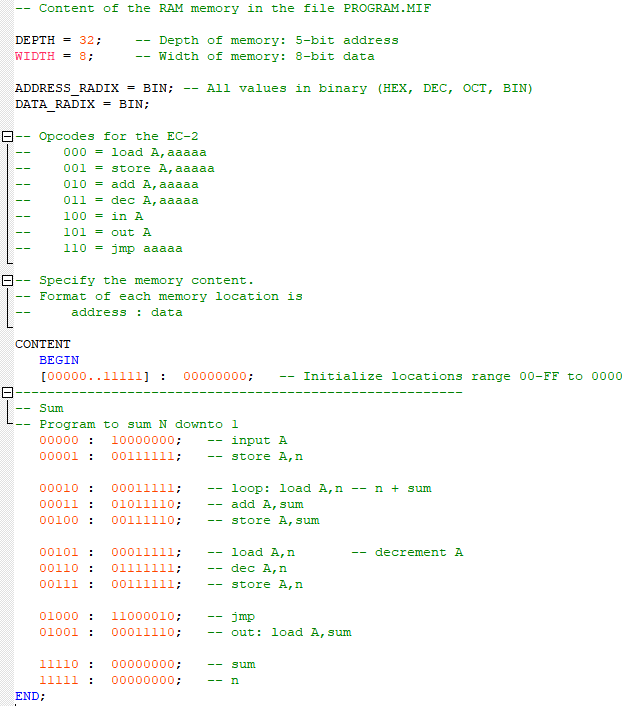 -- Content of the RAM memory in the file PROGRAM.MIF
DEPTH = 32;    -- Depth of memory: 5-bit address
WIDTH = 8;     -- Width of memory: 8-bit data
ADDRESS_RADIX = BIN; -- All values in binary (HEX, DEC, OCT, BIN)
DATA_RADIX = BIN;
-- Opcodes for the EC-2
--    000 = load A,aaaaa
--    001 = store A,aaaaa
--    010 = add A,aaaaa
--    011 = dec A,aaaaa
--    100 = in A
--    101 = out A
--    110 = jmp aaaaa
-- Specify the memory content.
-- Format of each memory location is
--     address : data
CONTENT
   BEGIN
   [00000..11111] :  00000000;   -- Initialize locations range 00-FF to 0000
--------------------------------------------------------
-- Sum
-- Program to sum N downto 1
   00000 :  10000000;   -- input A
   00001 :  00111111;   -- store A,n
   00010 :  00011111;   -- loop: load A,n -- n + sum
   00011 :  01011110;   -- add A,sum
   00100 :  00111110;   -- store A,sum
   00101 :  00011111;   -- load A,n       -- decrement A
   00110 :  01111111;   -- dec A,n
   00111 :  00111111;   -- store A,n
   01000 :  11000010;   -- jmp
   01001 :  00011110;   -- out: load A,sum
   11110 :  00000000;   -- sum
   11111 :  00000000;   -- n
END;